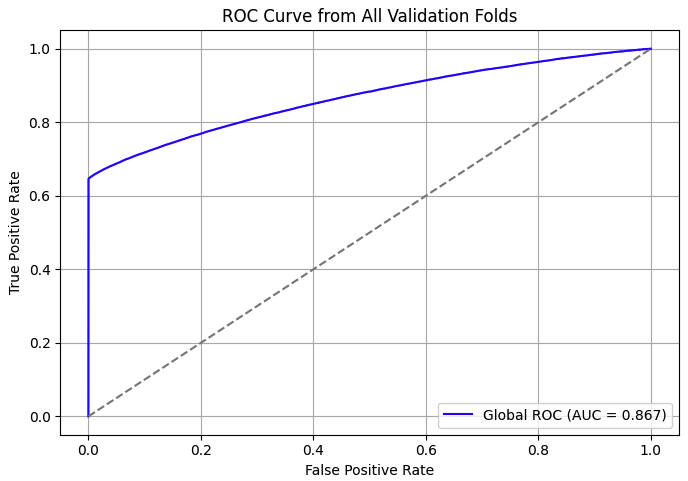 ROC Curve from All Validation Folds
True Positive Rate
1.0
0.8
0.6
0.4
0.2
0.0
Global ROC (AUC = 0.867)
0.0 0.2 0.4 0.6 0.8 1.0
False Positive Rate